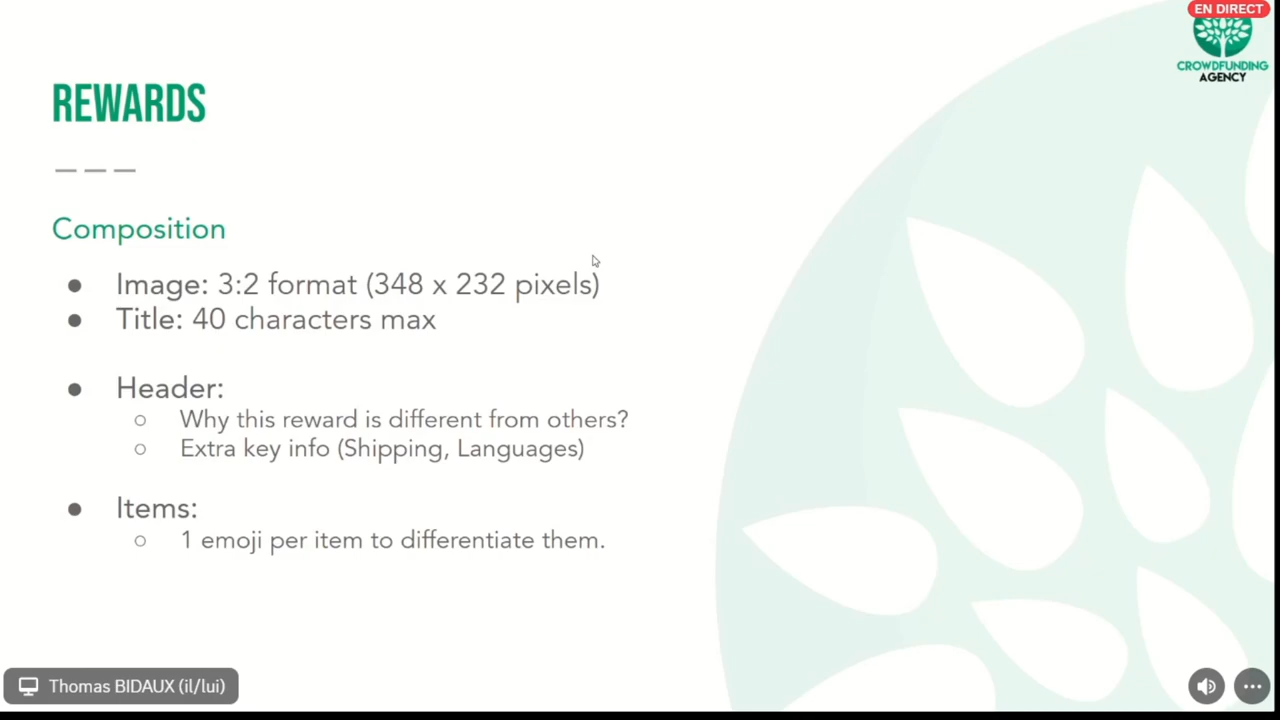 EN DIRECT
CROWDFUNDING
AGENCY
REWARDS
Composition
● Image: 3:2 format (348 x 232 pixels)
● Title: 40 characters max
● Header:
○ Why this reward is different from others?
○ Extra key info (Shipping, Languages)
● Items:
○ 1 emoji per item to differentiate them.
Thomas BIDAUX (il/lui)